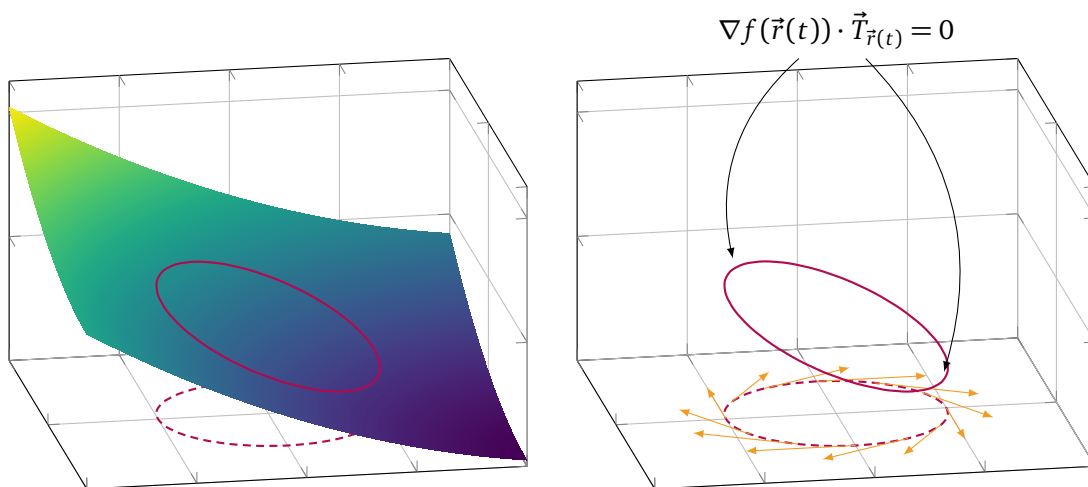 ∇f(r⃗(t)) · T⃗_{r⃗(t)} = 0